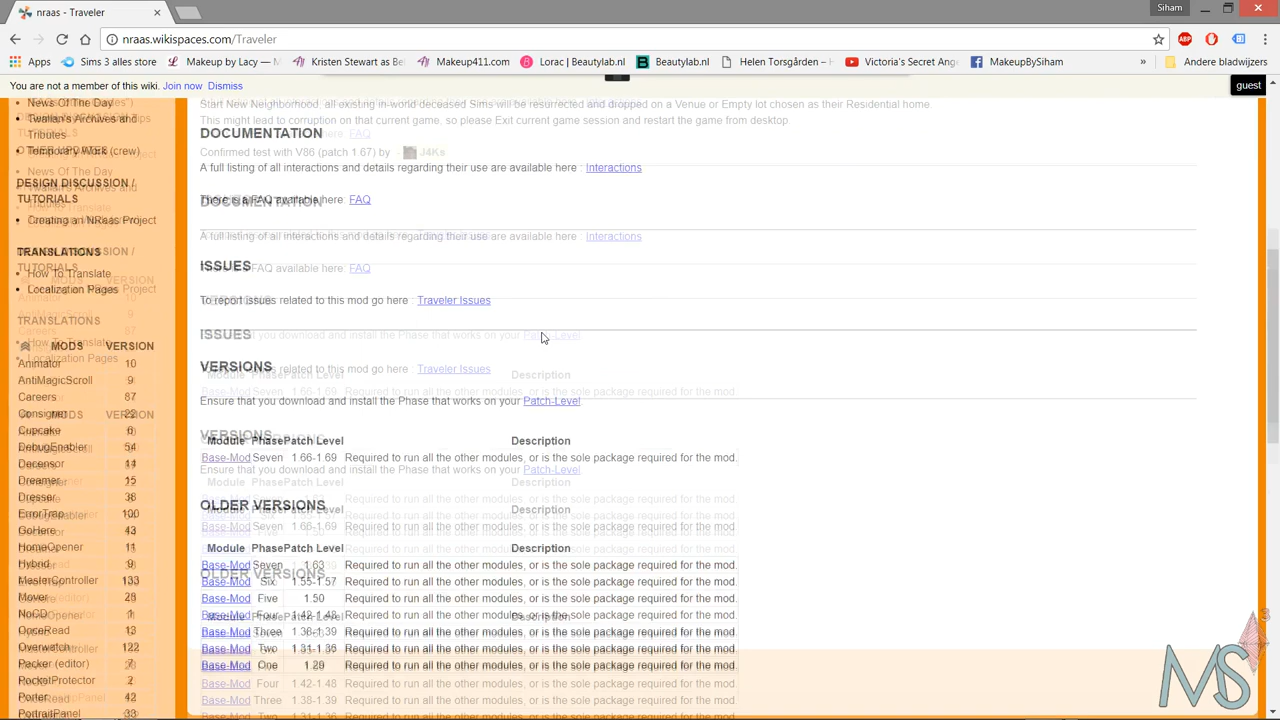 nraas - Traveler
Siham
nraas.wikispaces.com/Traveler
Apps
Sims 3 alles store
Makeup by Lacy — M
Kristen Stewart as Be
Makeup411.com
Lorac | Beautylab.nl
Beautylab.nl
Helen Torsgården -
Victoria's Secret Ang
MakeupBySiham
»
Andere bladwijzers
You are not a member of this wiki. Join now Dismiss
guest
News Of The Day
Twallan's Archives and
Tributes
Temporary Work (crew)
DESIGN DISCUSSION /
TUTORIALS
Creating an NRaas Project
TRANSLATIONS
How To Translate
Localization Pages
MODS VERSION
Animator 10
AntiMagicScroll 9
Careers 87
Consigner 22
Cupcake
DebugEnabler 54
Decensor 14
Dreamer 15
Dresser 38
ErrorTrap 100
GoHere 43
HomeOpener 11
Hybrid
MasterController 133
Mover 28
NoCD 1
OnceRead 13
Overwatch 122
Packer (editor)
PocketProtector 2
Porter 42
PortraitPanel 33
Start New Neighborhood: all existing in-world deceased Sims will be resurrected and dropped on a Venue or Empty lot chosen as their Residential home.
This might lead to corruption on that current game, so please Exit current game session and restart the game from desktop.
DOCUMENTATION
Confirmed test with V86 (patch 1.67) by J4Ks
A full listing of all interactions and details regarding their use are available here : Interactions
There is a FAQ available here: FAQ
ISSUES
To report issues related to this mod go here : Traveler Issues
VERSIONS
Ensure that you download and install the Phase that works on your Patch-Level
Module Phase Patch Level Description
Base-Mod Seven 1.66-1.69 Required to run all the other modules, or is the sole package required for the mod.
OLDER VERSIONS
Module Phase Patch Level Description
Base-Mod Seven 1.63 Required to run all the other modules, or is the sole package required for the mod.
Base-Mod Six 1.55-1.57 Required to run all the other modules, or is the sole package required for the mod.
Base-Mod Five 1.50 Required to run all the other modules, or is the sole package required for the mod.
Base-Mod Four 1.42-1.48 Required to run all the other modules, or is the sole package required for the mod.
Base-Mod Three 1.38-1.39 Required to run all the other modules, or is the sole package required for the mod.
Base-Mod Two 1.31-1.36 Required to run all the other modules, or is the sole package required for the mod.
Base-Mod One 1.29 Required to run all the other modules, or is the sole package required for the mod.
MS